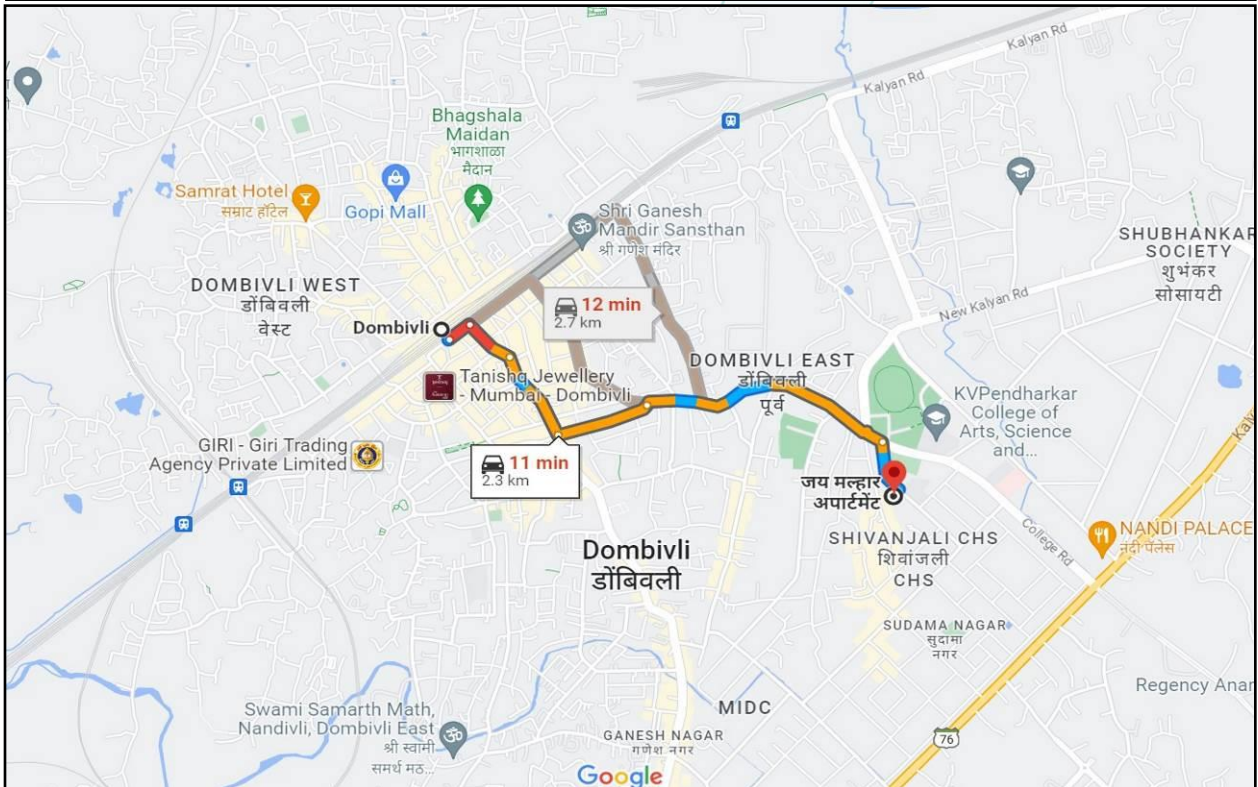 Kalyan Rd
Kalyan Rd
Bhagshala
Maidan
भागशाळा
मैदान
Samrat Hotel
सम्राट हॉटेल
Gopi Mall
Shri Ganesh
Mandir Sansthan
श्री गणेश मंदिर
SHUBHANKAR
SOCIETY
शुभंकर
सोसायटी
DOMBIVLI WEST
डोंबिवली
वेस्ट
New Kalyan Rd
12 min
2.7 km
Dombivli
DOMBIVLI EAST
डोंबिवली
पूर्व
Tanishq Jewellery
- Mumbai - Dombivli
KVPendharkar
College of
Arts, Science
and...
GIRI - Giri Trading
Agency Private Limited
11 min
2.3 km
जय मल्हार
अपार्टमेंट
College Rd
NANDI PALACE
नंदी पॅलेस
SHIVANJALI CHS
शिवांजली
CHS
Dombivli
डोंबिवली
SUDAMA NAGAR
सुदामा
नगर
Regency Anan
MIDC
Swami Samarth Math,
Nandivli, Dombivli East
श्री स्वामी
समर्थ मठ...
GANESH NAGAR
गणेश नगर
76
Google